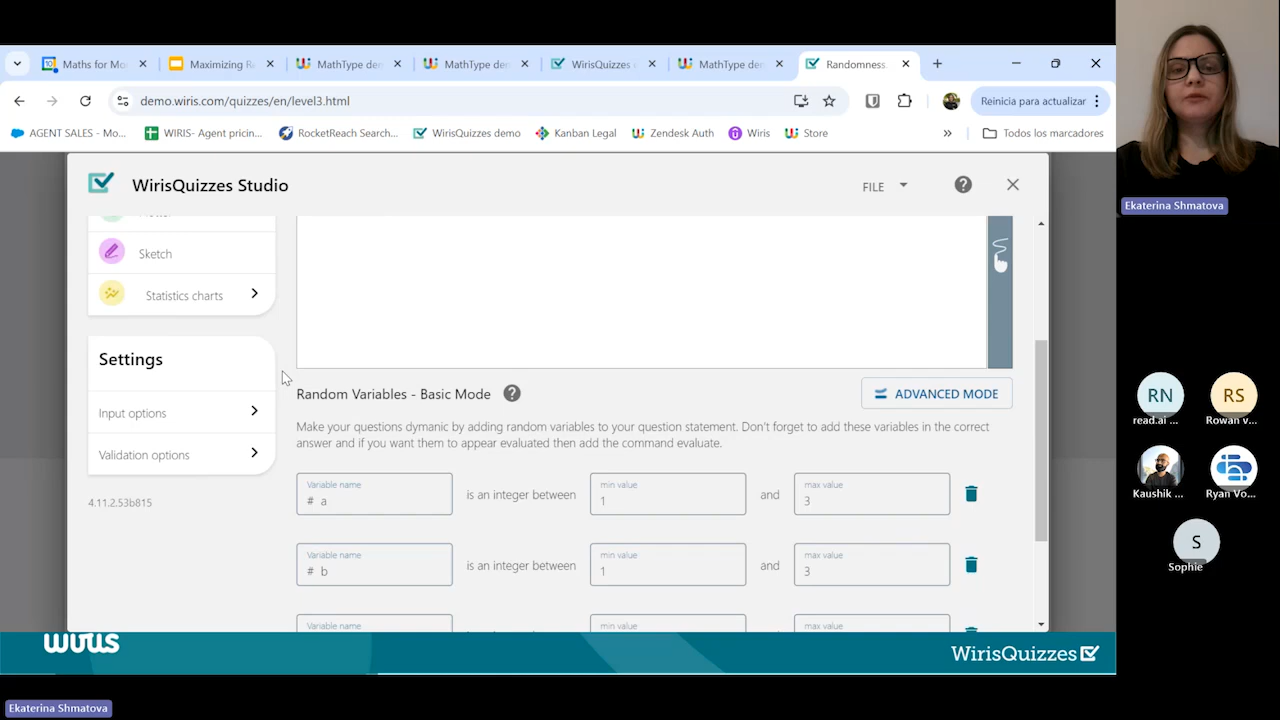 Maths for Mo
Maximizing R
MathType der
MathType der
WirisQuizzes
MathType der
Randomness
demo.wiris.com/quizzes/en/level3.html
Reinicia para actualizar
AGENT SALES - Mo...
WIRIS- Agent pricin...
RocketReach Search...
WirisQuizzes demo
Kanban Legal
Zendesk Auth
Wiris
Store
»
Todos los marcadores
WirisQuizzes Studio
FILE
?
Sketch
Statistics charts
Settings
Input options
Validation options
4.11.2.53b815
Random Variables - Basic Mode
?
ADVANCED MODE
Make your questions dymanic by adding random variables to your question statement. Don't forget to add these variables in the correct
answer and if you want them to appear evaluated then add the command evaluate.
Variable name
# a
is an integer between
min value
1
and
max value
3
Variable name
# b
is an integer between
min value
1
and
max value
3
Variable name
min value
max value
wiris
WirisQuizzes
Ekaterina Shmatova
RN
read.ai ...
RS
Rowan v...
Kaushik ...
Ryan Vo...
S
Sophie
Ekaterina Shmatova